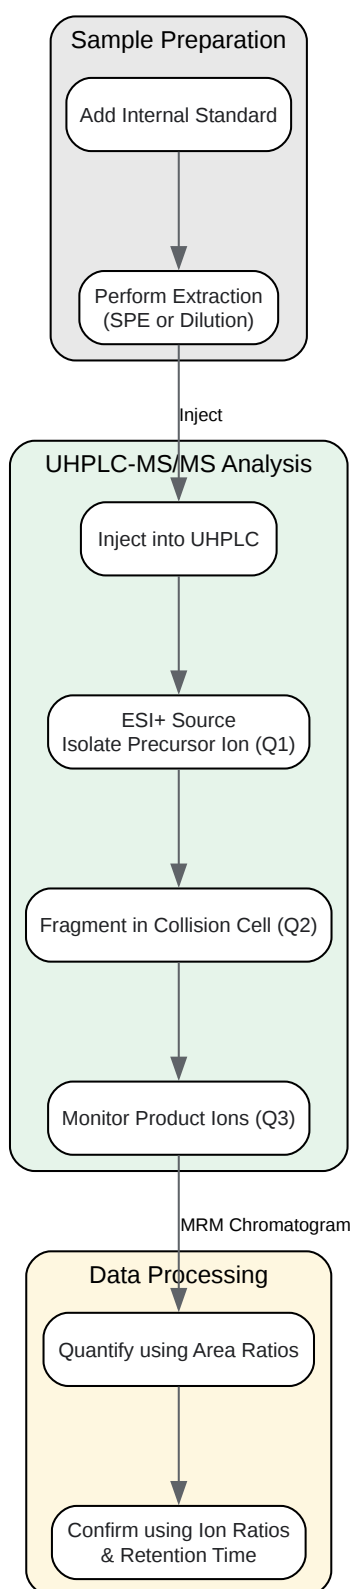 Sample Preparation
Add Internal Standard
Perform Extraction
(SPE or Dilution)
Inject
UHPLC-MS/MS Analysis
Inject into UHPLC
ESI+ Source
Isolate Precursor Ion (Q1)
Fragment in Collision Cell (Q2)
Monitor Product Ions (Q3)
MRM Chromatogram
Data Processing
Quantify using Area Ratios
Confirm using Ion Ratios
& Retention Time